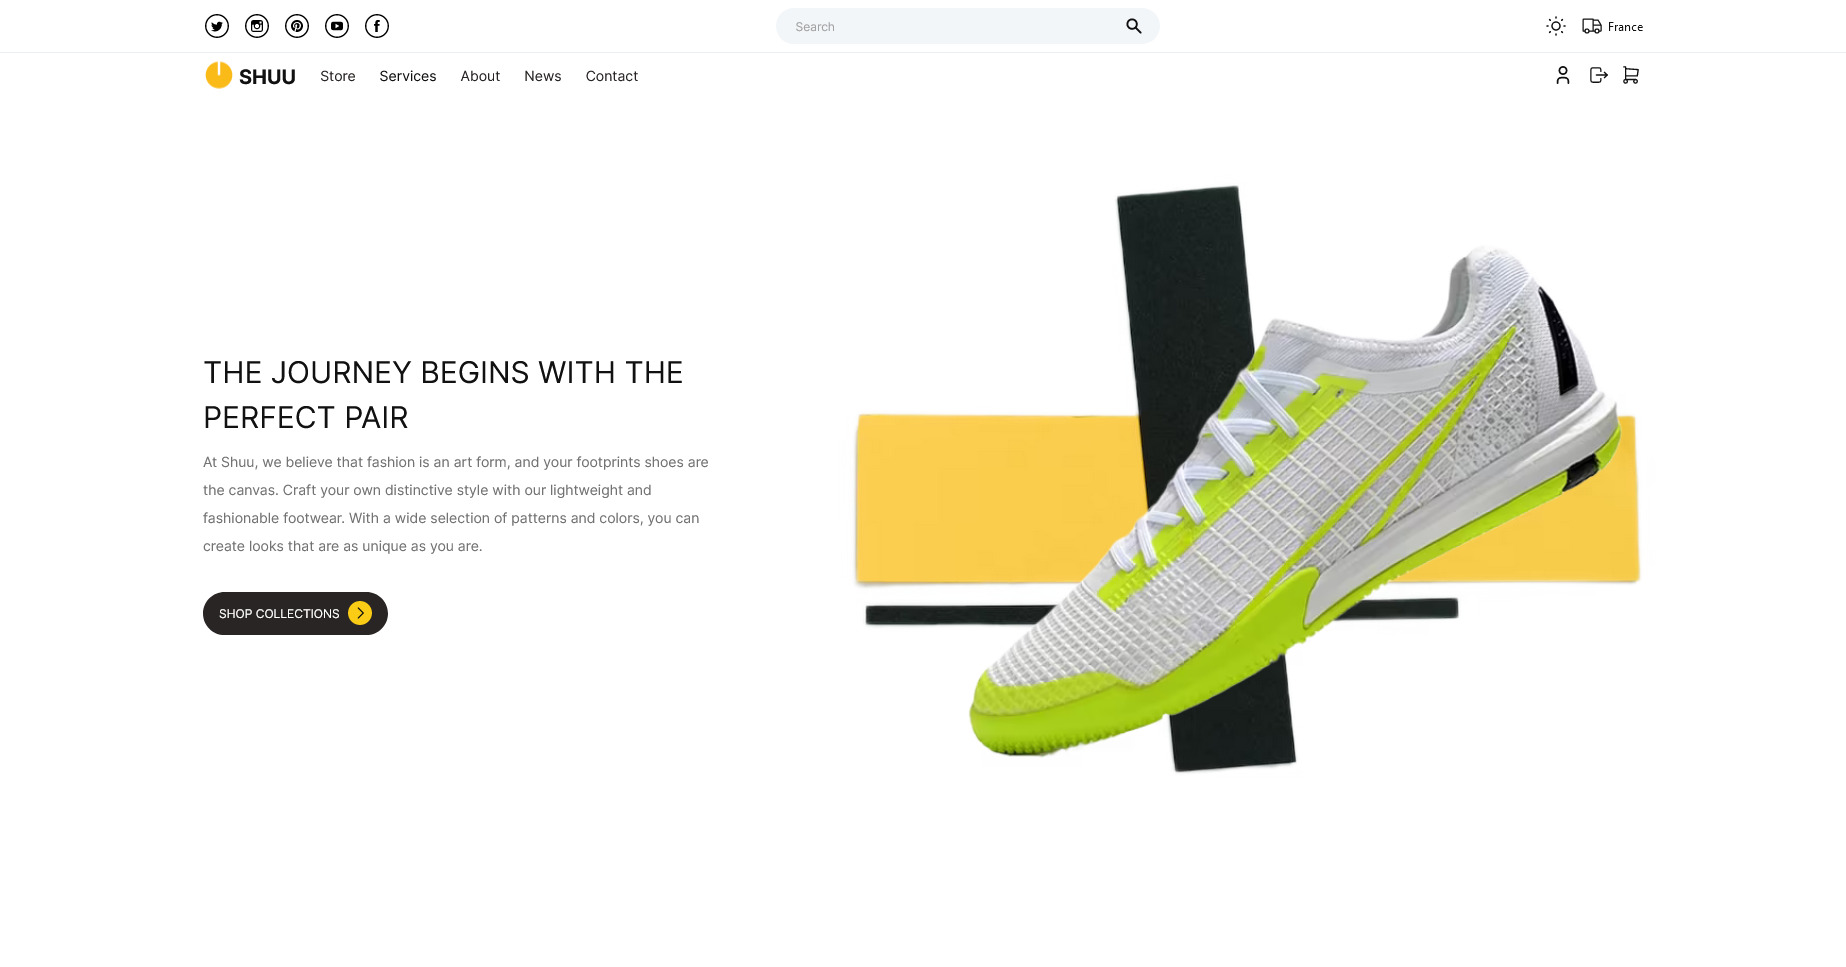 Search
France
SHUU
Store
Services
About
News
Contact
THE JOURNEY BEGINS WITH THE
PERFECT PAIR
At Shuu, we believe that fashion is an art form, and your footprints shoes are
the canvas. Craft your own distinctive style with our lightweight and
fashionable footwear. With a wide selection of patterns and colors, you can
create looks that are as unique as you are.
SHOP COLLECTIONS